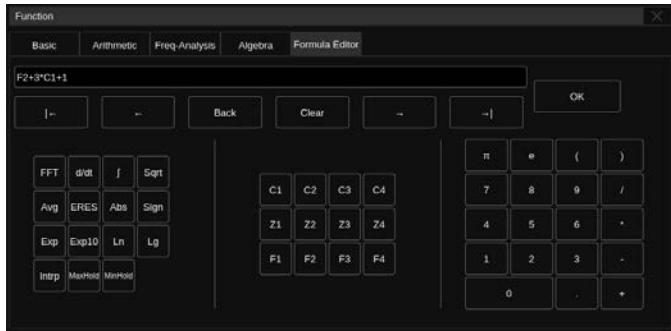 Function
Basic Arithmetic Freq-Analysis Algebra Formula Editor
F2+3*C1+1
OK
|← ← Back Clear → →|
π e ( )
FFT d/dt ∫ Sqrt
C1 C2 C3 C4
7 8 9 /
Avg ERES Abs Sign
Z1 Z2 Z3 Z4
4 5 6 *
Exp Exp10 Ln Lg
F1 F2 F3 F4
1 2 3 -
Intrp MaxHold MinHold
0 . +